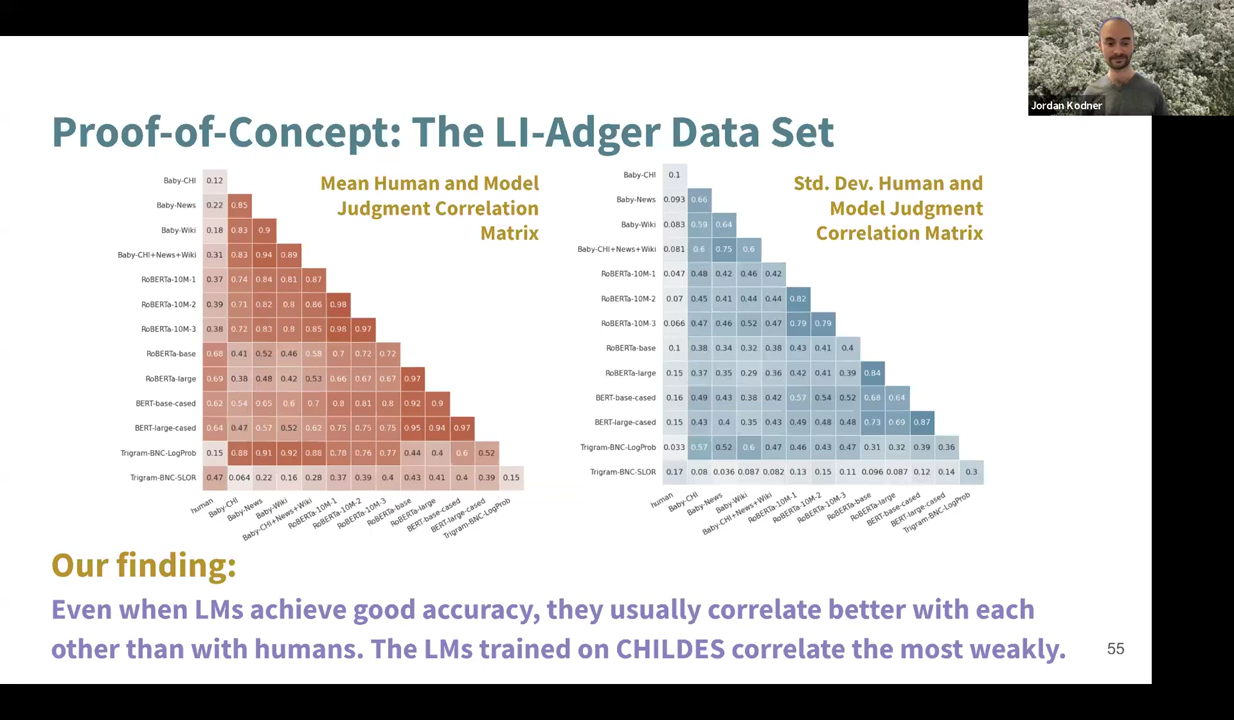 Jordan Kodner
Proof-of-Concept: The LI-Adger Data Set
Mean Human and Model
Judgment Correlation
Matrix
Baby-CHI 0.12
Baby-News 0.22 0.85
Baby-Wiki 0.18 0.83 0.9
Baby-CHI+News+Wiki 0.31 0.83 0.94 0.89
RoBERTa-10M-1 0.37 0.74 0.84 0.81 0.87
RoBERTa-10M-2 0.39 0.71 0.82 0.8 0.86 0.98
RoBERTa-10M-3 0.38 0.72 0.83 0.8 0.85 0.98 0.97
RoBERTa-base 0.68 0.41 0.52 0.46 0.58 0.7 0.72 0.72
RoBERTa-large 0.69 0.38 0.48 0.42 0.53 0.66 0.67 0.67 0.97
BERT-base-cased 0.62 0.54 0.65 0.6 0.7 0.8 0.81 0.8 0.92 0.9
BERT-large-cased 0.64 0.47 0.57 0.52 0.62 0.75 0.75 0.75 0.95 0.94 0.97
Trigram-BNC-LogProb 0.15 0.88 0.91 0.92 0.88 0.78 0.76 0.77 0.44 0.4 0.6 0.52
Trigram-BNC-SLOR 0.47 0.064 0.22 0.16 0.28 0.37 0.39 0.4 0.43 0.41 0.4 0.39 0.15
human Baby-CHI Baby-News Baby-Wiki Baby-CHI+News+Wiki RoBERTa-10M-1 RoBERTa-10M-2 RoBERTa-10M-3 RoBERTa-base RoBERTa-large BERT-base-cased BERT-large-cased Trigram-BNC-LogProb
Std. Dev. Human and
Model Judgment
Correlation Matrix
Baby-CHI 0.1
Baby-News 0.093 0.66
Baby-Wiki 0.083 0.59 0.64
Baby-CHI+News+Wiki 0.081 0.6 0.75 0.6
RoBERTa-10M-1 0.047 0.48 0.42 0.46 0.42
RoBERTa-10M-2 0.07 0.45 0.41 0.44 0.44 0.82
RoBERTa-10M-3 0.066 0.47 0.46 0.52 0.47 0.79 0.79
RoBERTa-base 0.1 0.38 0.34 0.32 0.38 0.43 0.41 0.4
RoBERTa-large 0.15 0.37 0.35 0.29 0.36 0.42 0.41 0.39 0.84
BERT-base-cased 0.16 0.49 0.43 0.38 0.42 0.57 0.54 0.52 0.68 0.64
BERT-large-cased 0.15 0.43 0.4 0.35 0.43 0.49 0.48 0.48 0.73 0.69 0.87
Trigram-BNC-LogProb 0.033 0.57 0.52 0.6 0.47 0.46 0.43 0.47 0.31 0.32 0.39 0.36
Trigram-BNC-SLOR 0.17 0.08 0.036 0.087 0.082 0.13 0.15 0.11 0.096 0.087 0.12 0.14 0.3
human Baby-CHI Baby-News Baby-Wiki Baby-CHI+News+Wiki RoBERTa-10M-1 RoBERTa-10M-2 RoBERTa-10M-3 RoBERTa-base RoBERTa-large BERT-base-cased BERT-large-cased Trigram-BNC-LogProb
Our finding:
Even when LMs achieve good accuracy, they usually correlate better with each
other than with humans. The LMs trained on CHILDES correlate the most weakly.
55